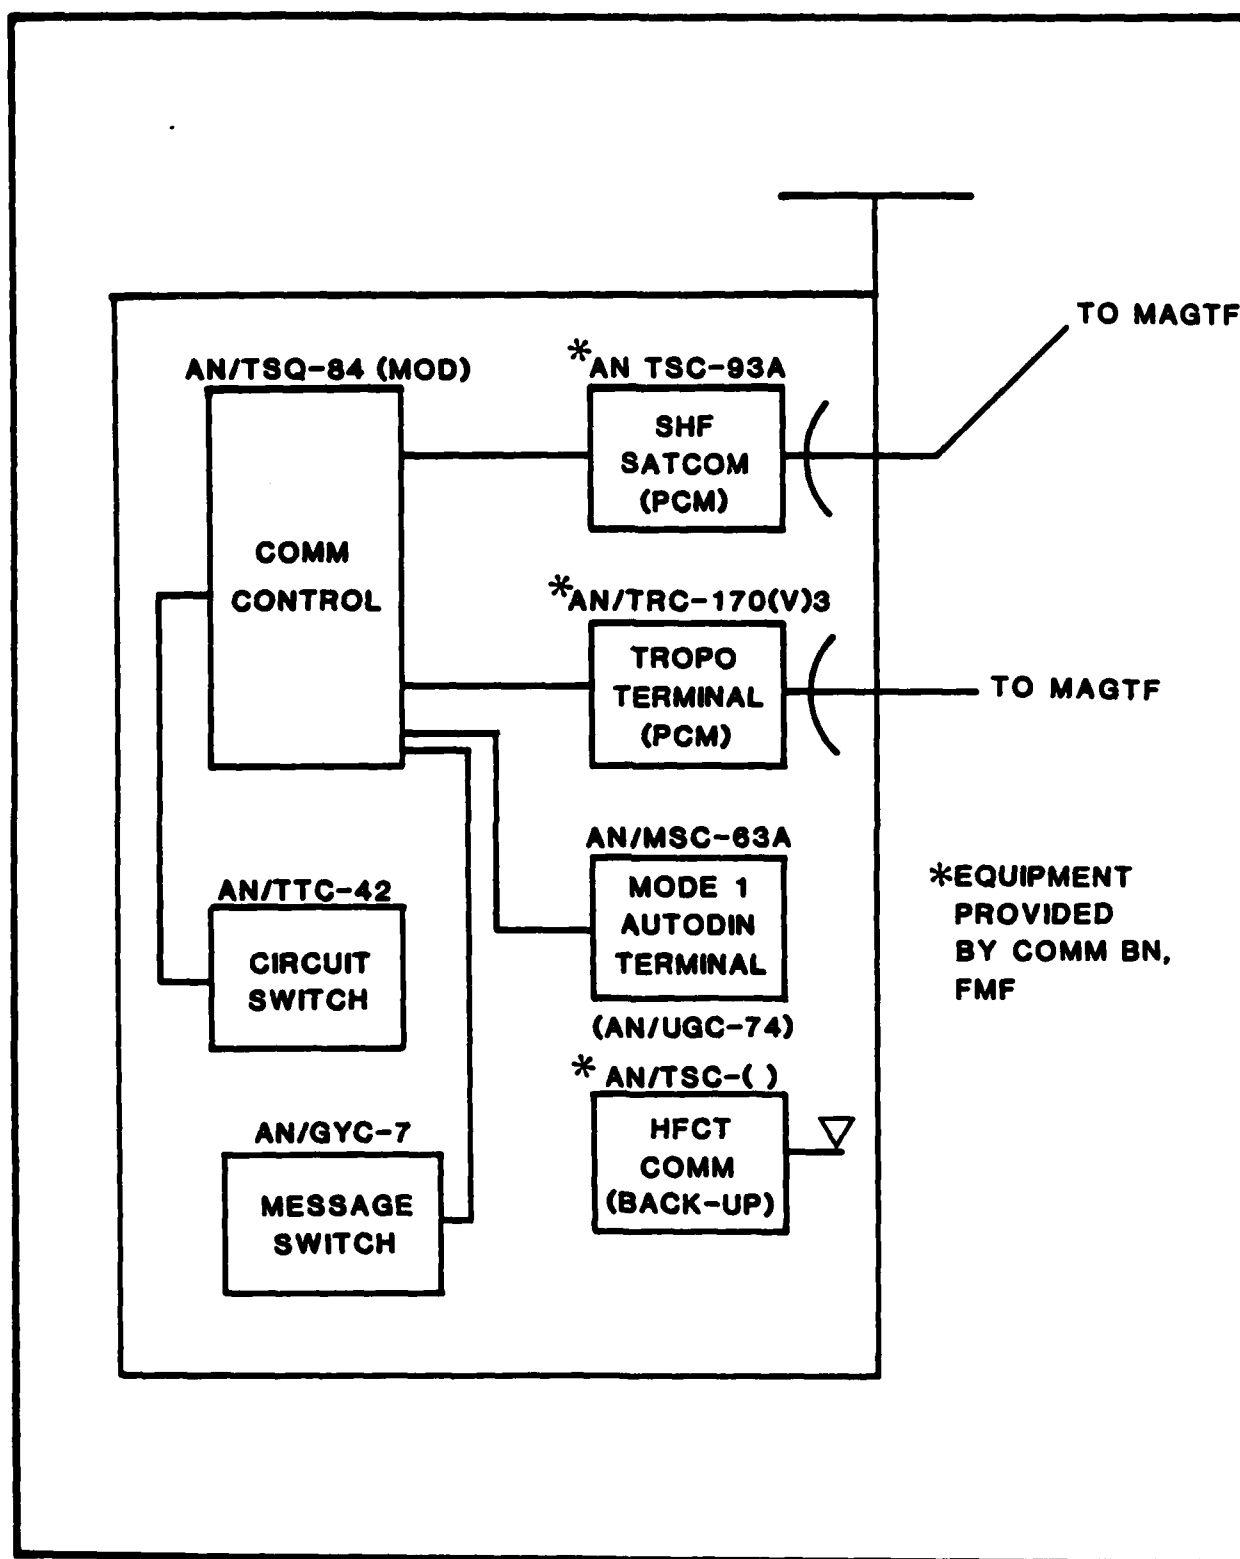 TO MAGTF
AN/TSQ-84 (MOD)
*AN TSC-93A
SHF
SATCOM
(PCM)
COMM
CONTROL
*AN/TRC-170(V)3
TROPO
TERMINAL
(PCM)
TO MAGTF
AN/MSC-63A
MODE 1
AUTODIN
TERMINAL
(AN/UGC-74)
*EQUIPMENT
PROVIDED
BY COMM BN,
FMF
AN/TTC-42
CIRCUIT
SWITCH
* AN/TSC-( )
HFCT
COMM
(BACK-UP)
AN/GYC-7
MESSAGE
SWITCH